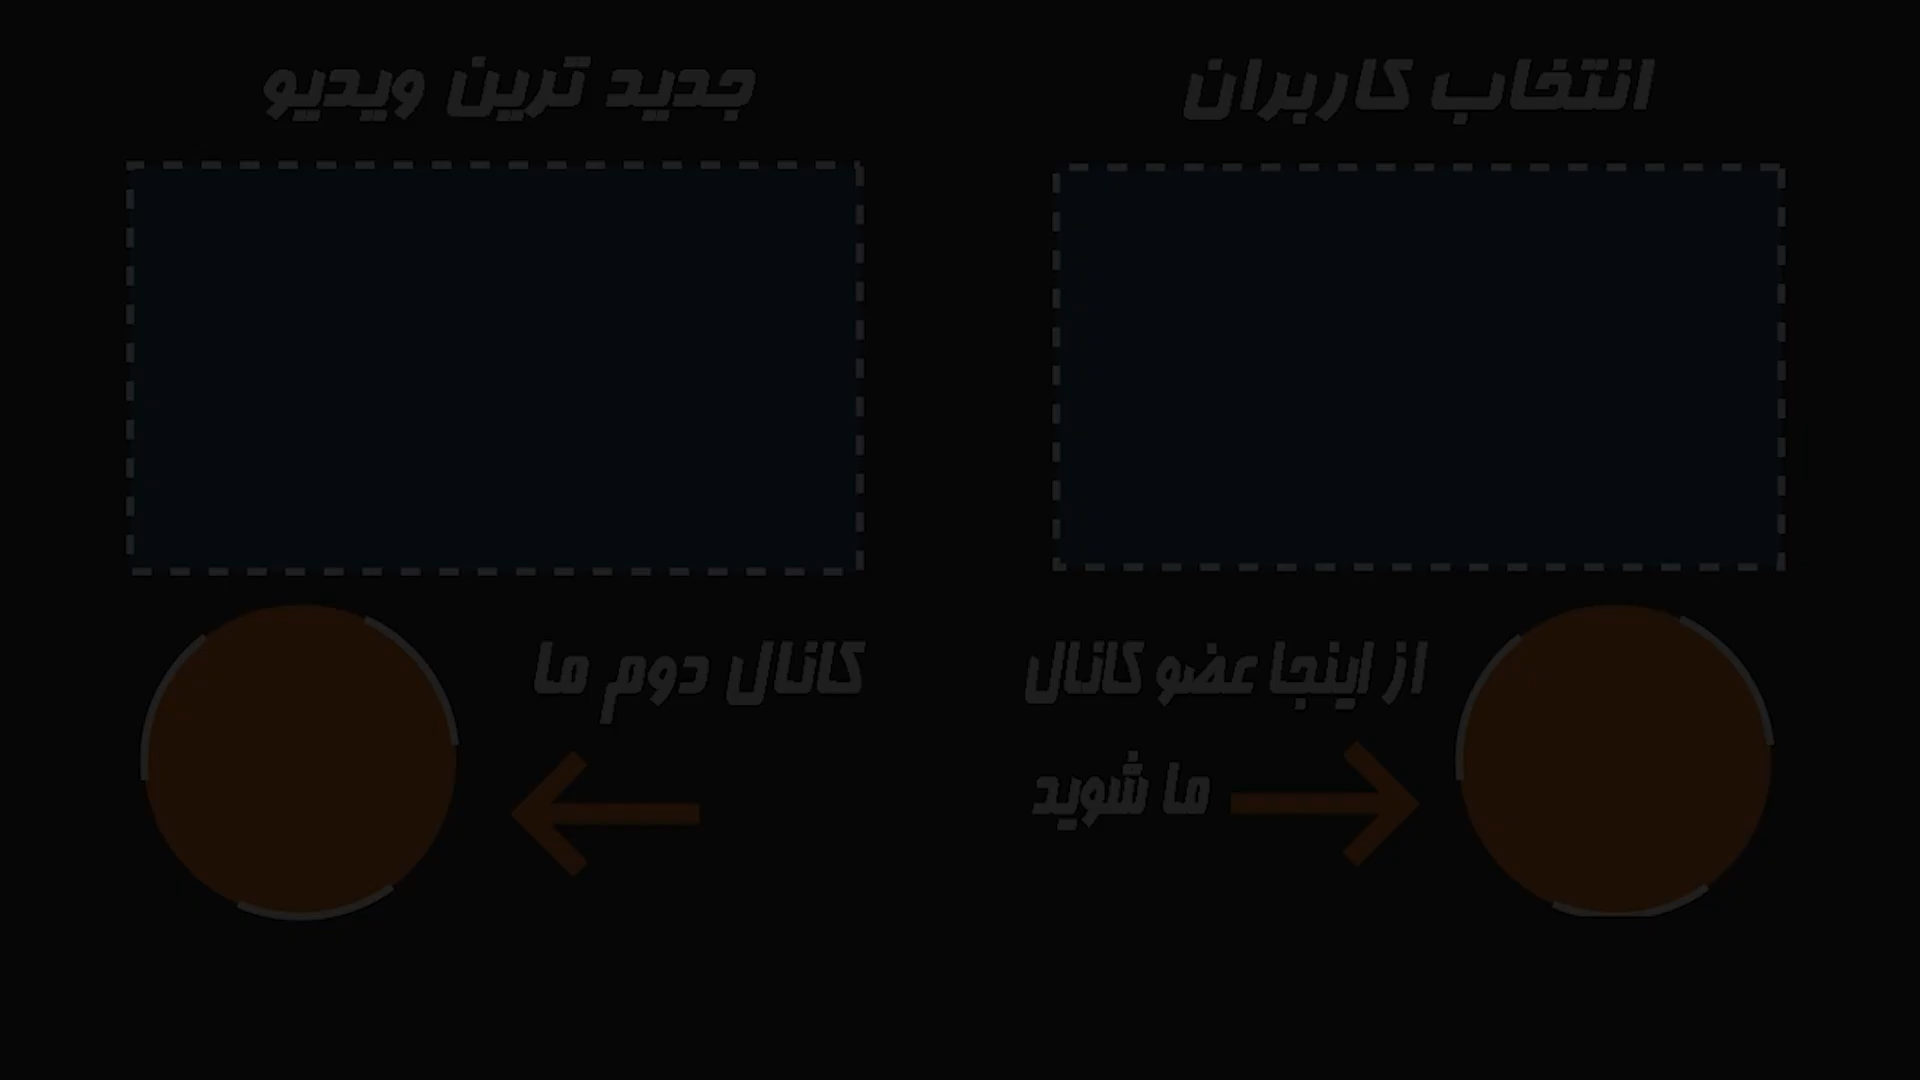 انتخاب کاربران
جدید ترین ویدیو
از اینجا عضو کانال
ما شوید
کانال دوم ما